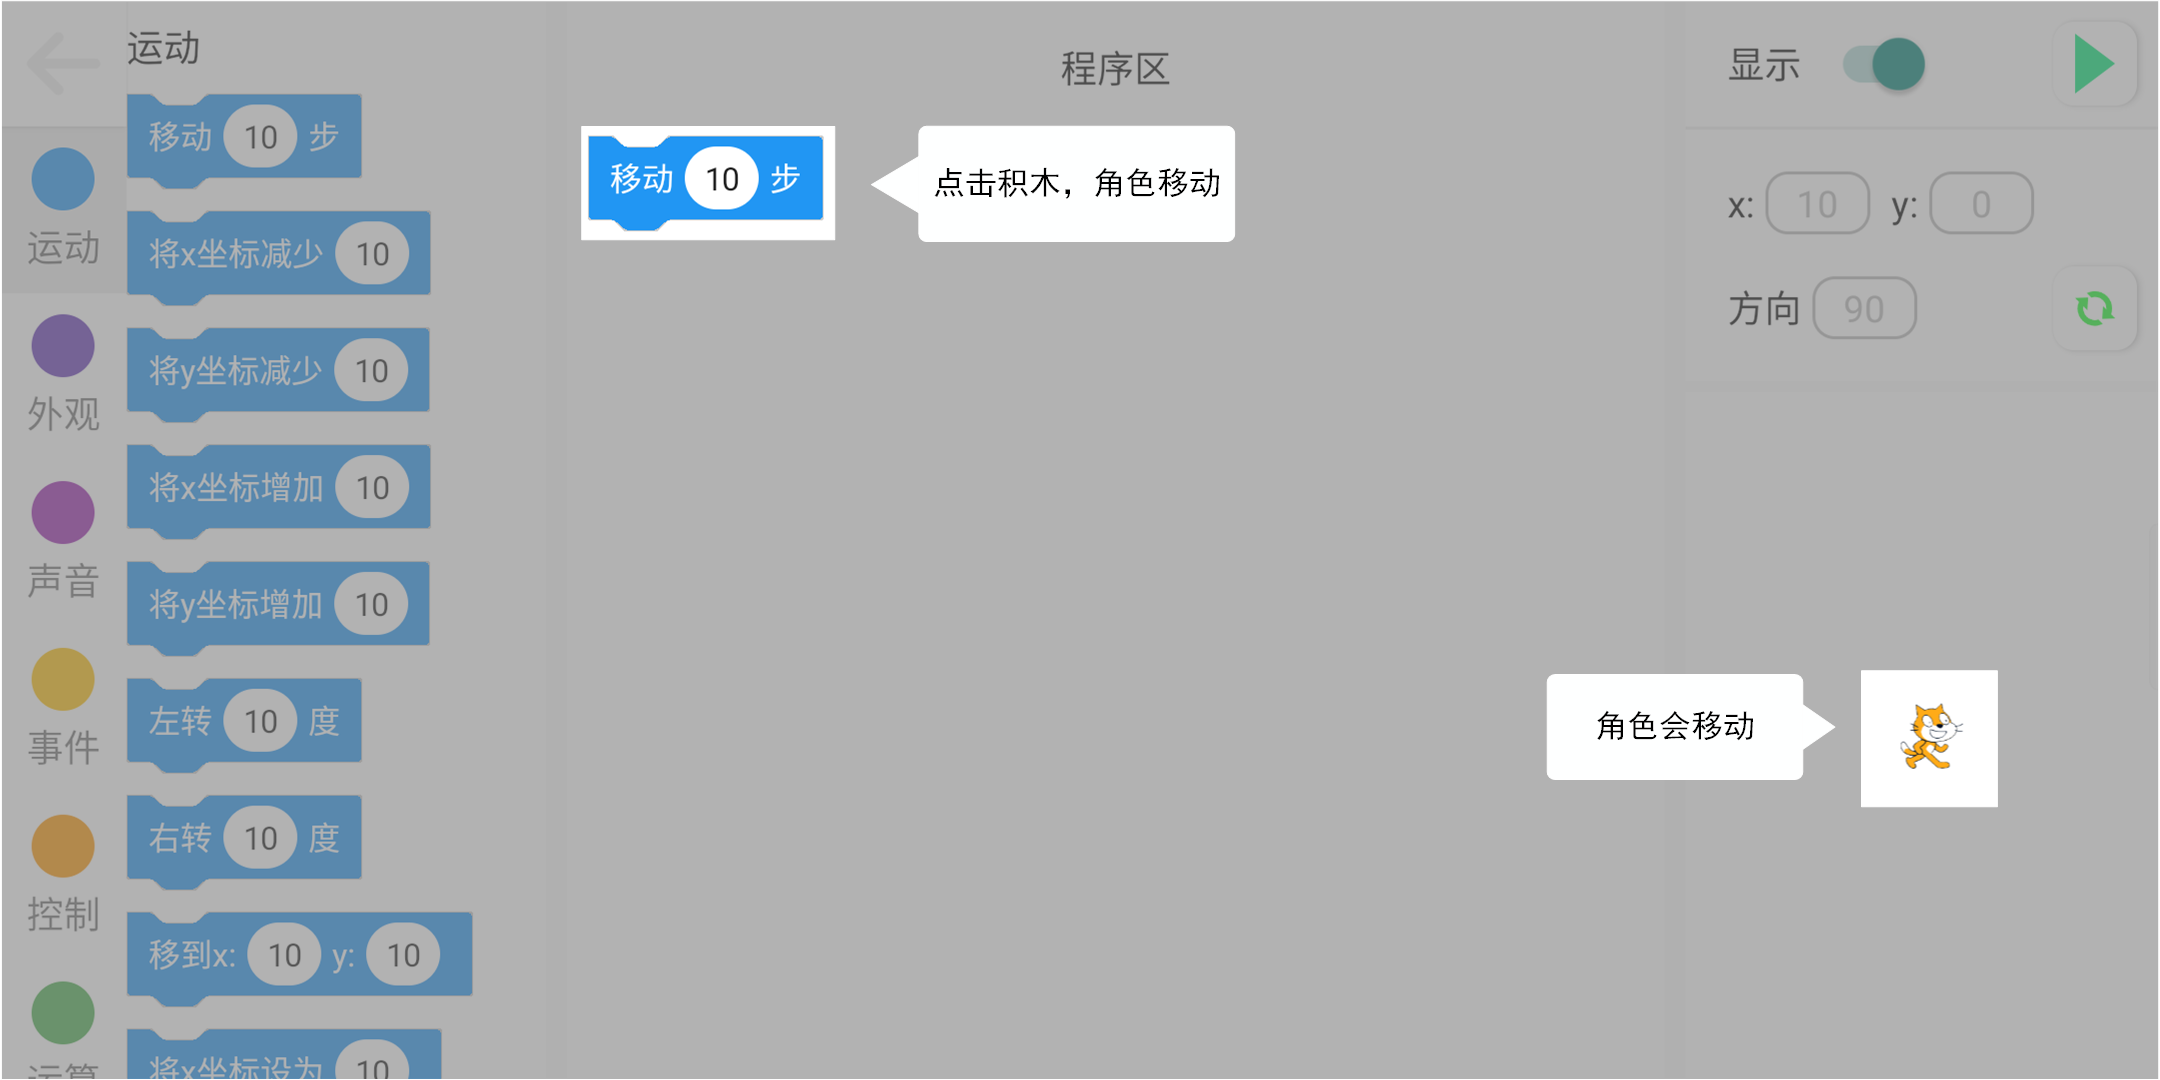 运动
程序区
显示
移动 10 步
移动 10 步
点击积木，角色移动
x: 10 y: 0
运动
将x坐标减少 10
方向 90
将y坐标减少 10
外观
将x坐标增加 10
声音
将y坐标增加 10
左转 10 度
角色会移动
事件
右转 10 度
控制
移到x: 10 y: 10
将x坐标设为 10
运算